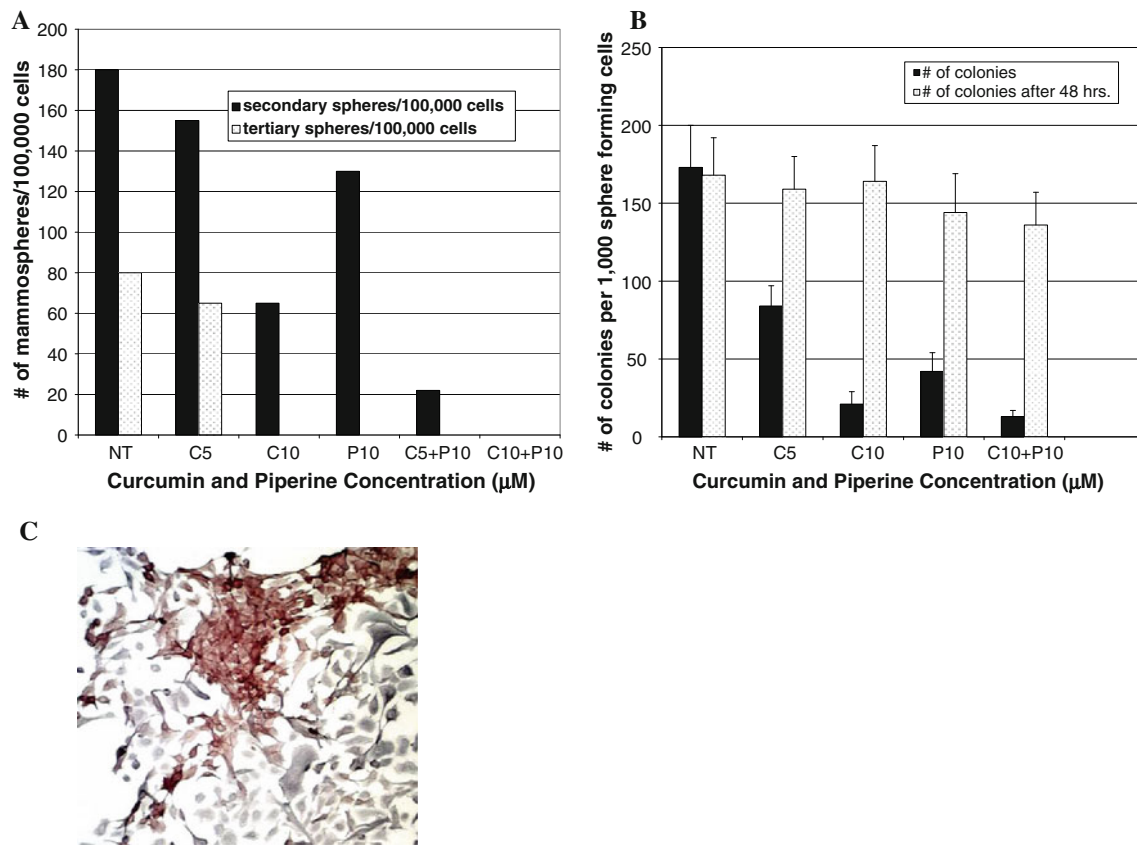 A
# of mammospheres/100,000 cells
200
180
160
140
120
100
80
60
40
20
0
secondary spheres/100,000 cells
tertiary spheres/100,000 cells
NT C5 C10 P10 C5+P10 C10+P10
Curcumin and Piperine Concentration (µM)
B
# of colonies per 1,000 sphere forming cells
250
200
150
100
50
0
# of colonies
# of colonies after 48 hrs.
NT C5 C10 P10 C10+P10
Curcumin and Piperine Concentration (µM)
C